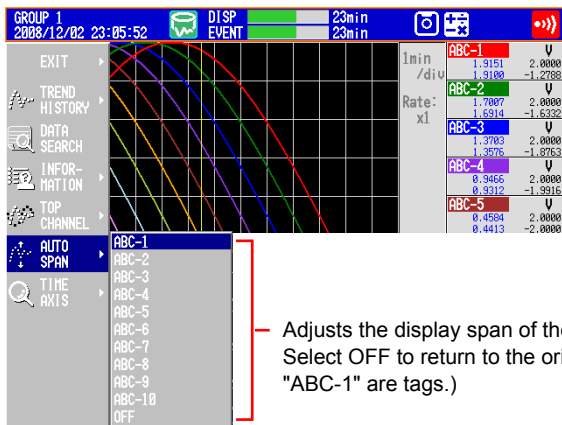 GROUP 1
2008/12/02 23:05:52
DISP 23min
EVENT 23min
EXIT
TREND
HISTORY
DATA
SEARCH
INFOR-
MATION
TOP
CHANNEL
AUTO
SPAN
TIME
AXIS
ABC-1
ABC-2
ABC-3
ABC-4
ABC-5
ABC-6
ABC-7
ABC-8
ABC-9
ABC-10
OFF
1min
/div
Rate:
x1
ABC-1 V
1.9151 2.0000
1.9100 -1.2788
ABC-2 V
1.7007 2.0000
1.6914 -1.6332
ABC-3 V
1.3703 2.0000
1.3576 -1.8763
ABC-4 V
0.9466 2.0000
0.9312 -1.9916
ABC-5 V
0.4584 2.0000
0.4413 -2.0000
Adjusts the display span of the
Select OFF to return to the ori
"ABC-1" are tags.)